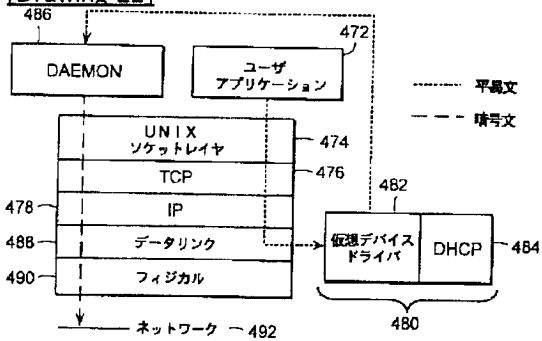 486
472
DAEMON
ユーザ
アプリケーション
平易文
暗号文
UNIX
ソケットレイヤ
474
TCP
476
478
IP
482
488
データリンク
仮想デバイス
ドライバ
DHCP
484
490
フィジカル
480
ネットワーク
492